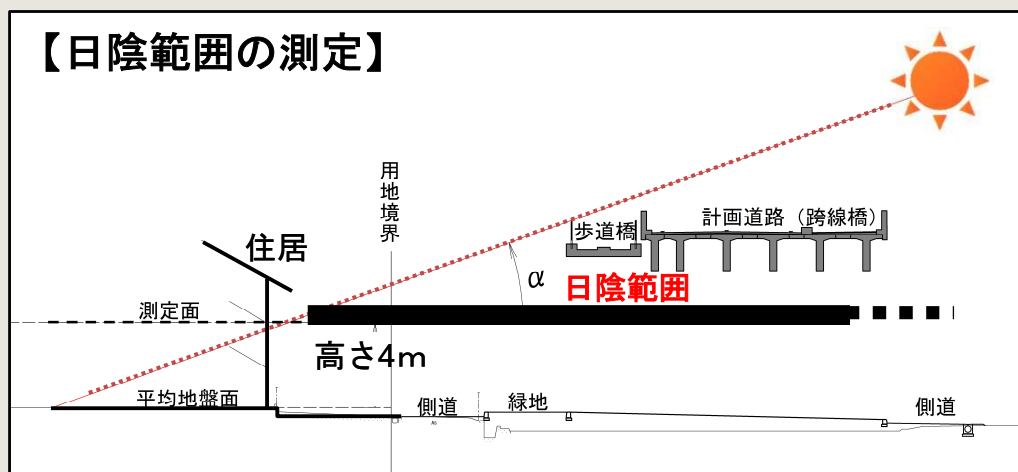 【日陰範囲の測定】
用地境界
歩道橋
計画道路（跨線橋）
住居
α
日陰範囲
測定面
高さ4m
平均地盤面
側道
緑地
側道